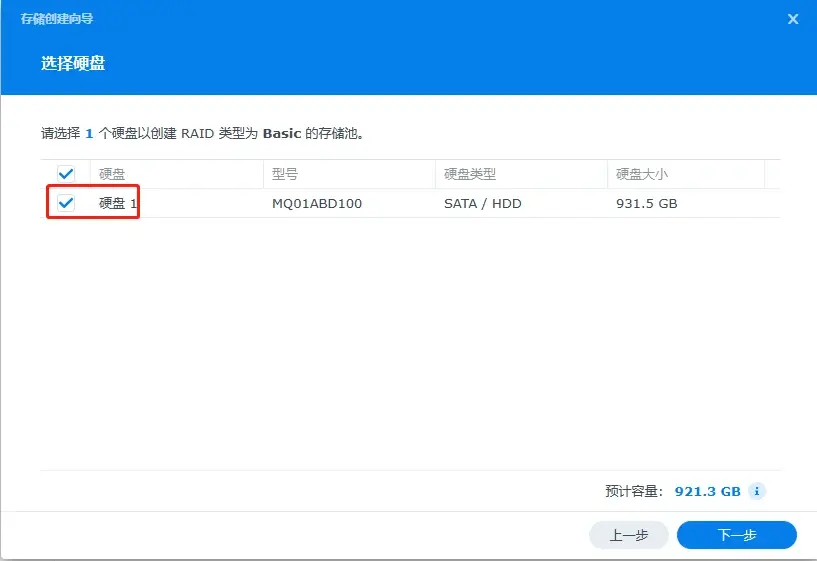 存储创建向导
选择硬盘
请选择 1 个硬盘以创建 RAID 类型为 Basic 的存储池。
硬盘 型号 硬盘类型 硬盘大小
硬盘 1 MQ01ABD100 SATA / HDD 931.5 GB
预计容量: 921.3 GB
上一步 下一步